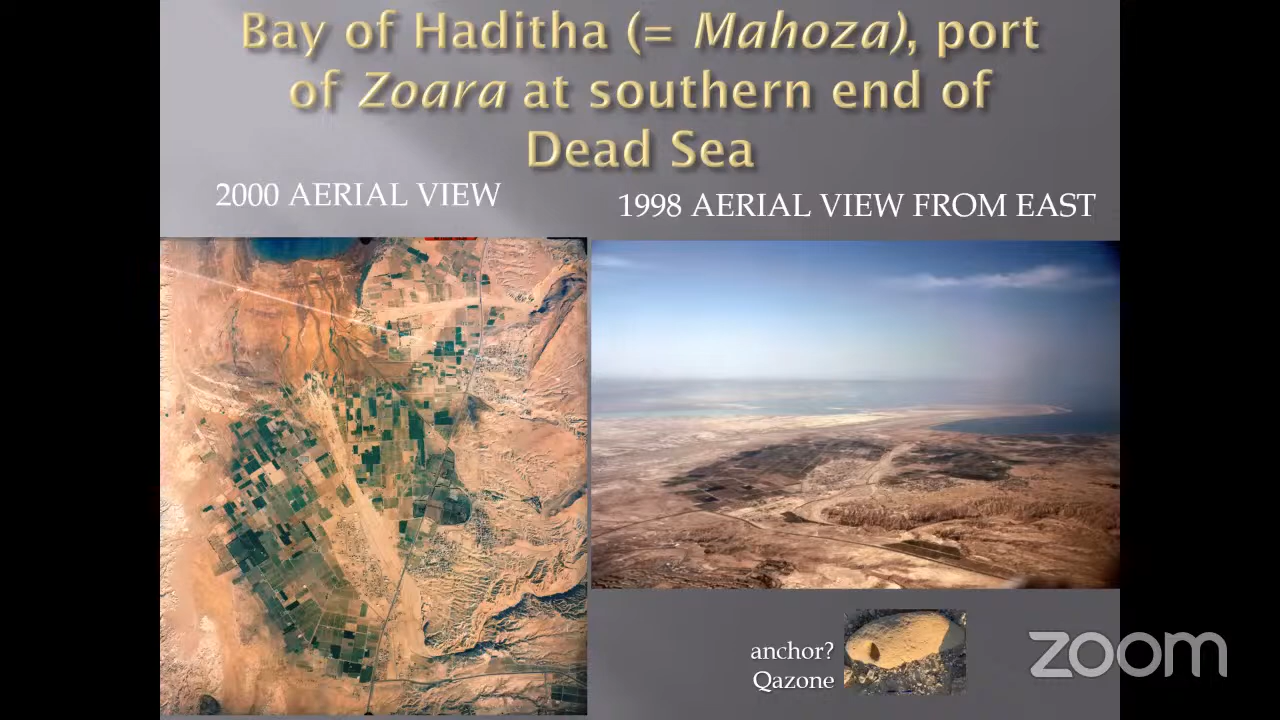 Bay of Haditha (= Mahoza), port
of Zoara at southern end of
Dead Sea
2000 AERIAL VIEW
1998 AERIAL VIEW FROM EAST
anchor?
Qazone
zoom